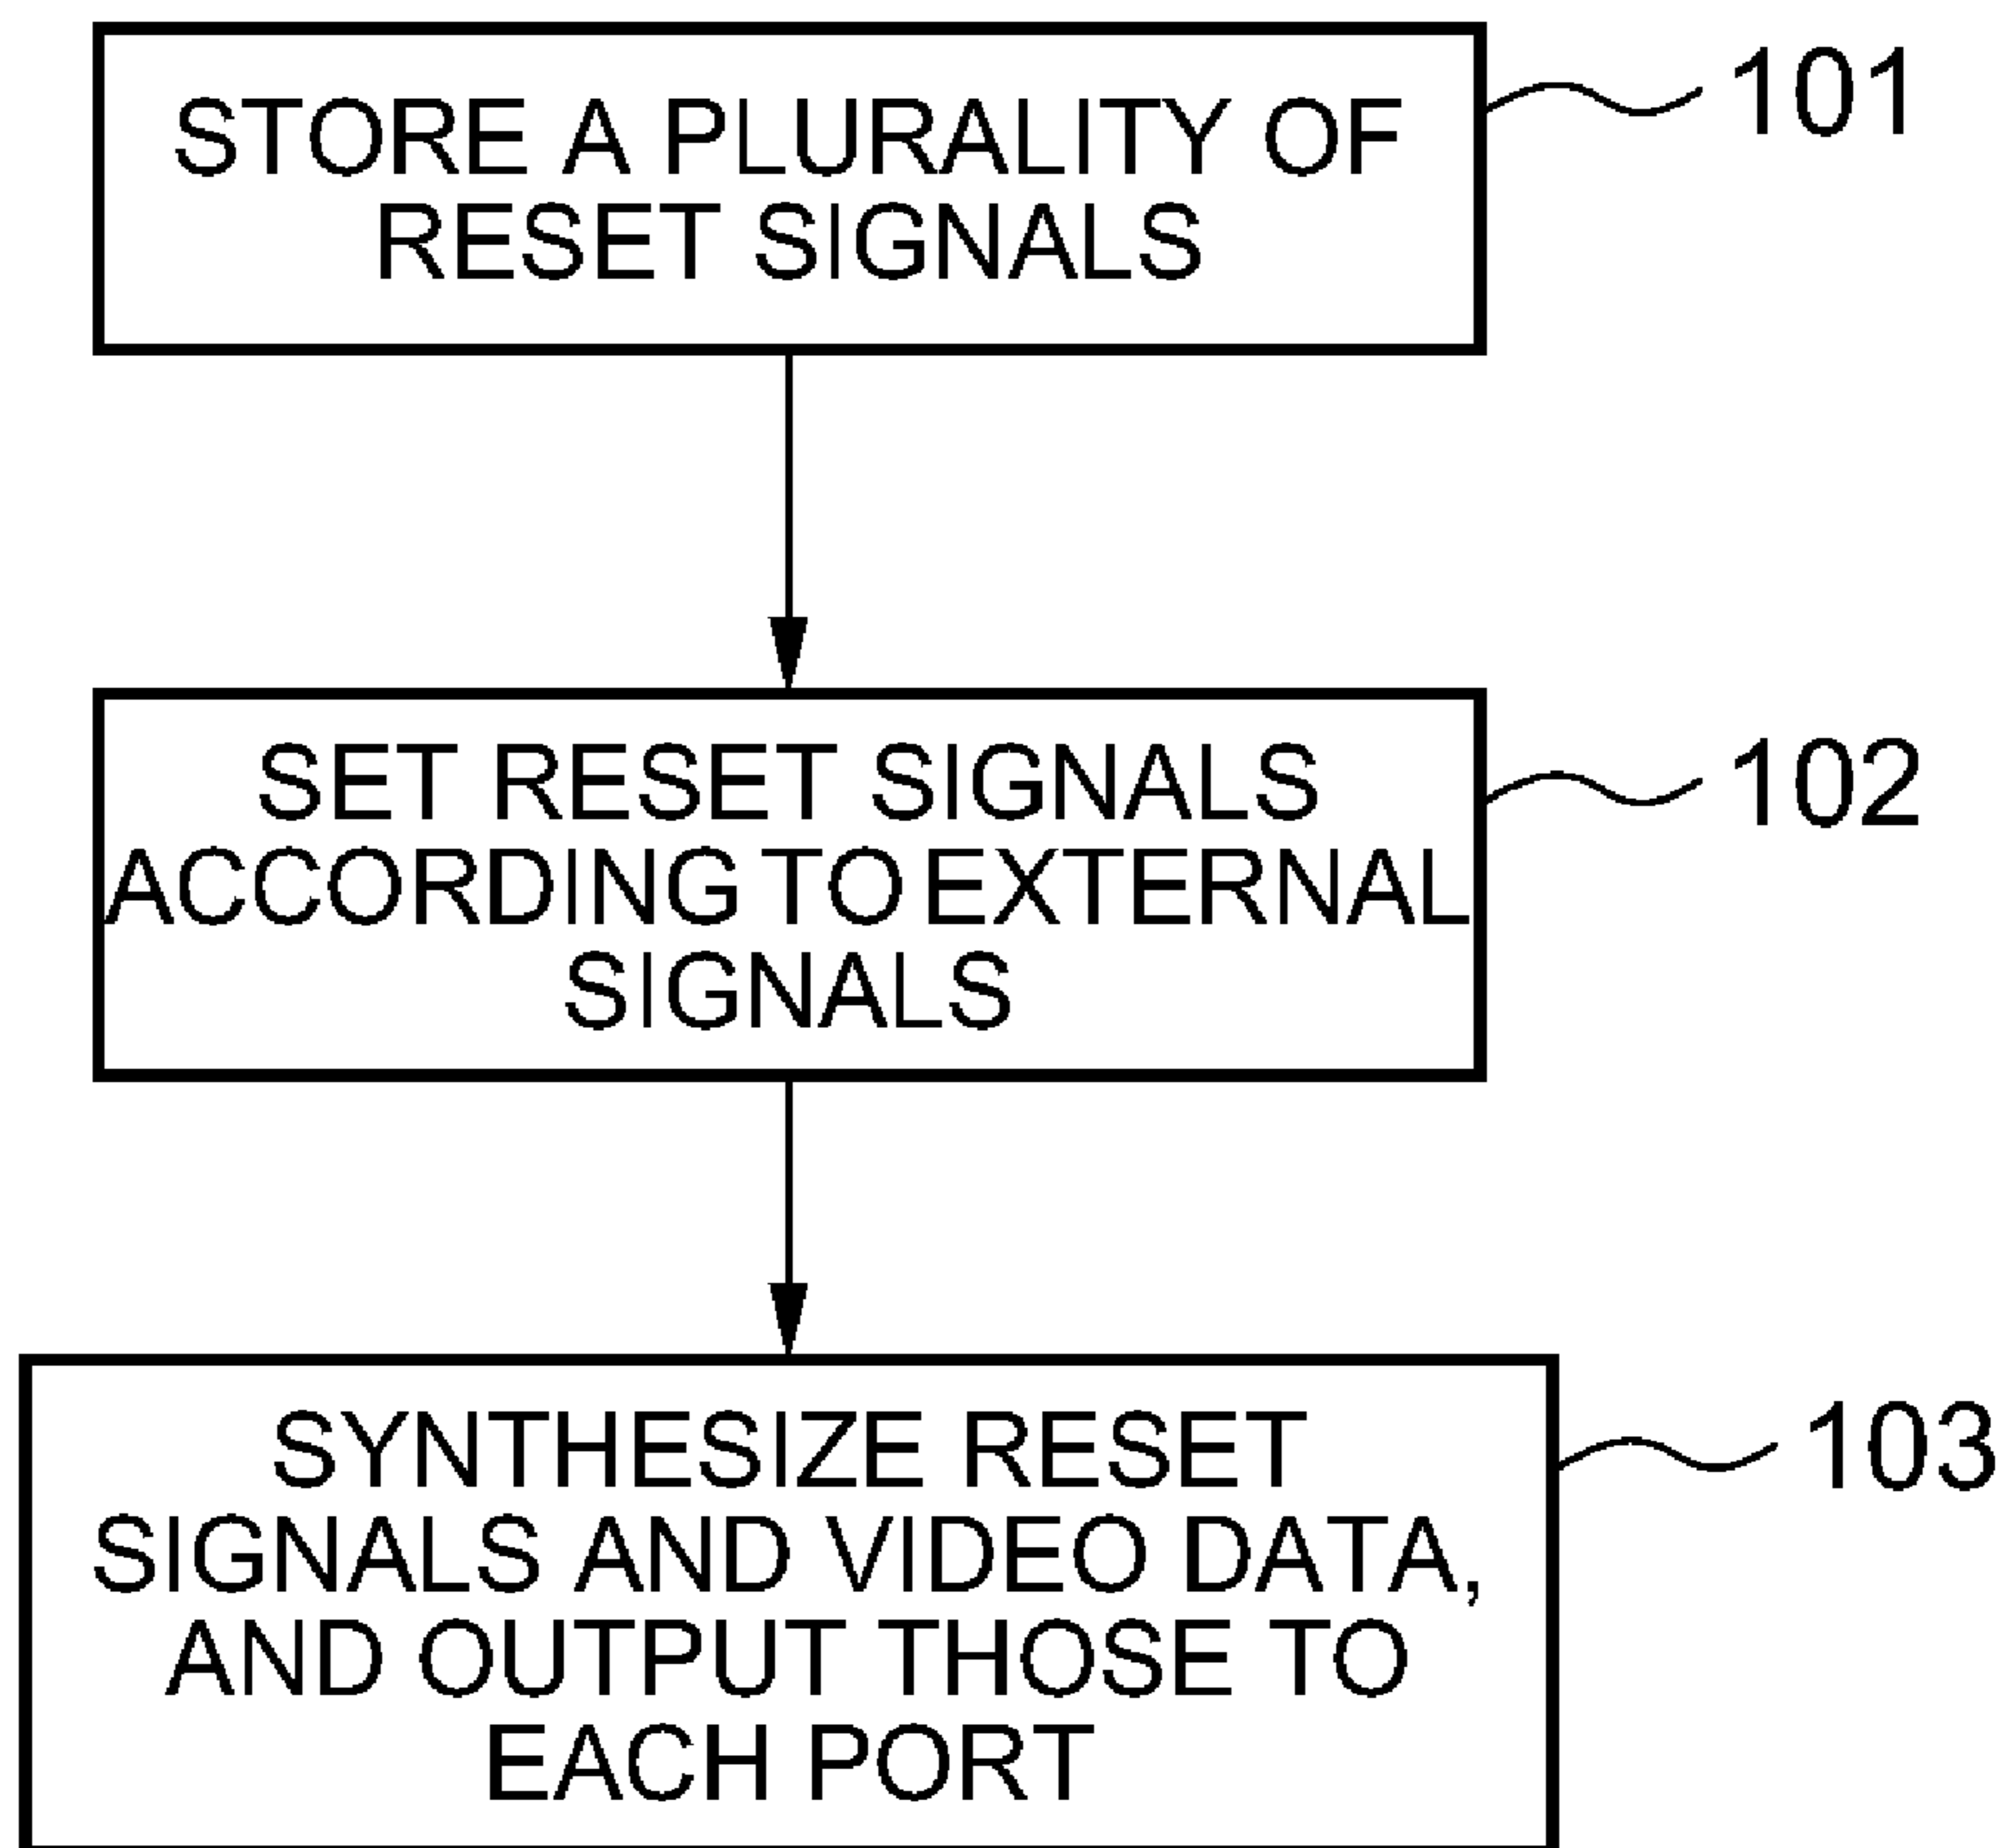 STORE A PLURALITY OF
RESET SIGNALS
101
SET RESET SIGNALS
ACCORDING TO EXTERNAL
SIGNALS
102
SYNTHESIZE RESET
SIGNALS AND VIDEO DATA,
AND OUTPUT THOSE TO
EACH PORT
103